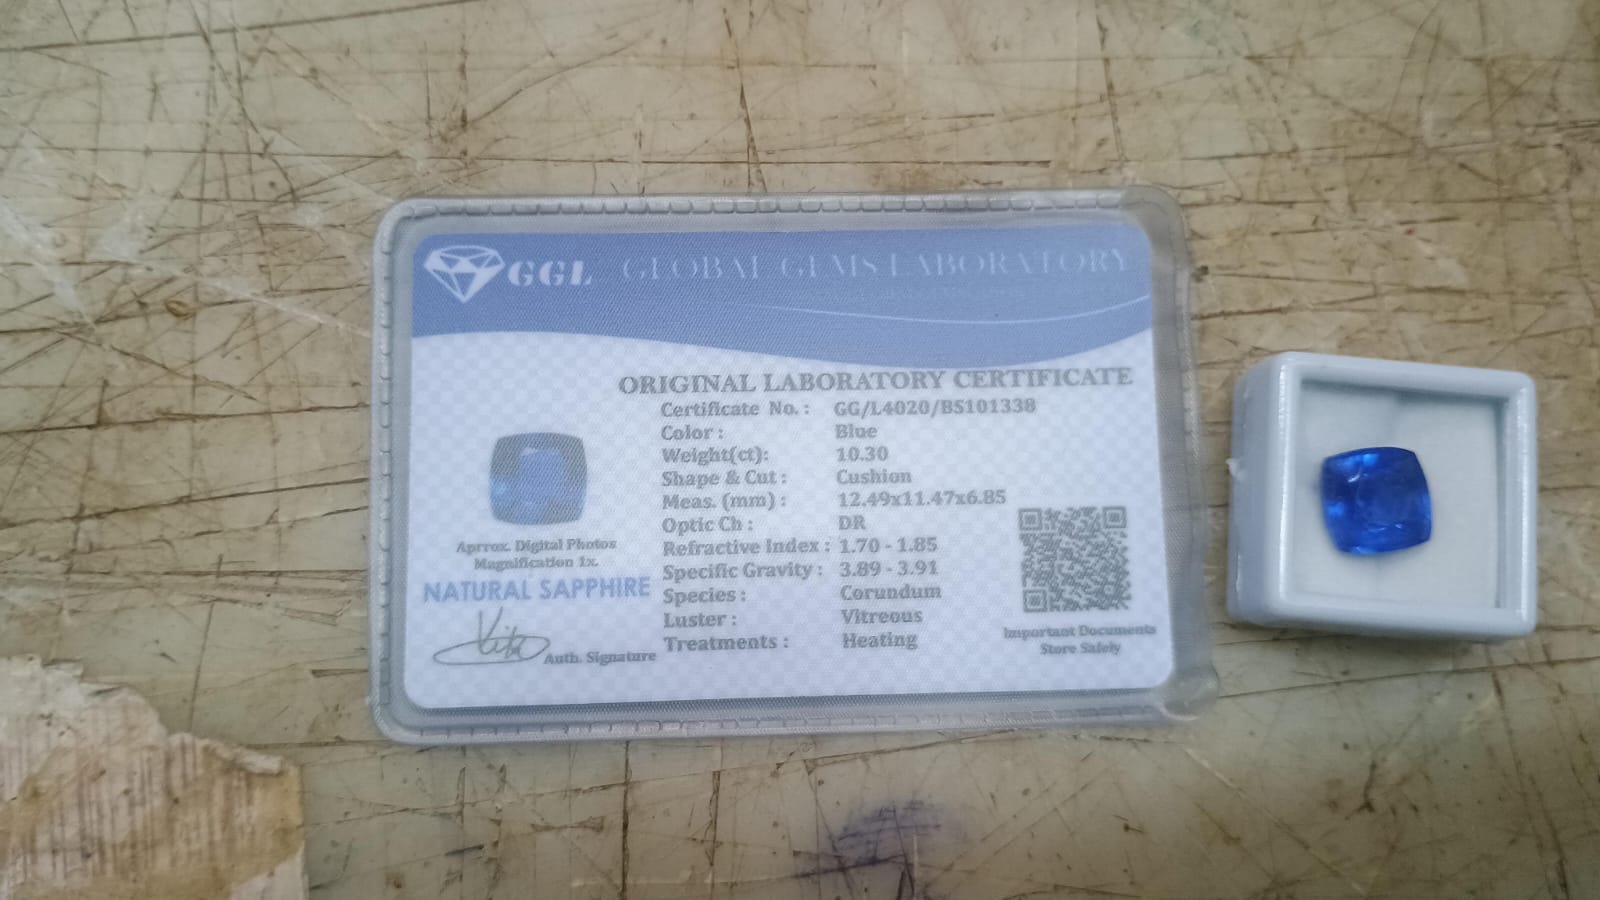 GGL GLOBAL GEMS LABORATORY
ORIGINAL LABORATORY CERTIFICATE
Certificate No. : GG/L4020/BS101338
Color : Blue
Weight(ct): 10.30
Shape & Cut : Cushion
Meas. (mm) : 12.49x11.47x6.85
Optic Ch : DR
Refractive Index : 1.70 - 1.85
Specific Gravity : 3.89 - 3.91
Species : Corundum
Luster : Vitreous
Treatments : Heating
Aprrox. Digital Photos
Magnification 1x.
NATURAL SAPPHIRE
Auth. Signature
Important Documents
Store Safely